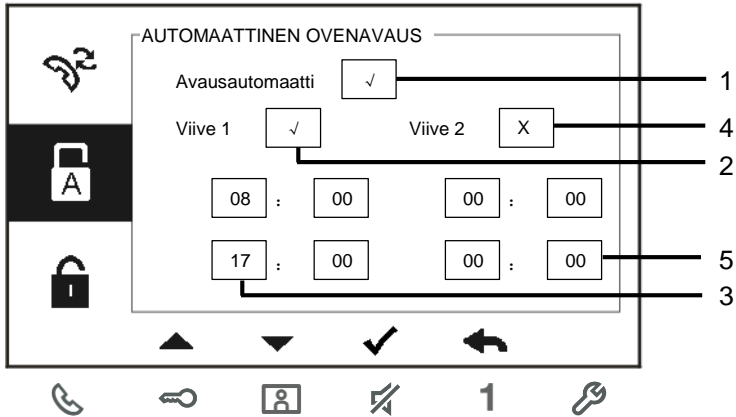 AUTOMAATTINEN OVENAVAUS
Avausautomaatti √ 1
Viive 1 √ Viive 2 X 4
2
A
08 : 00 00 : 00
17 : 00 00 : 00 5
I
3
1